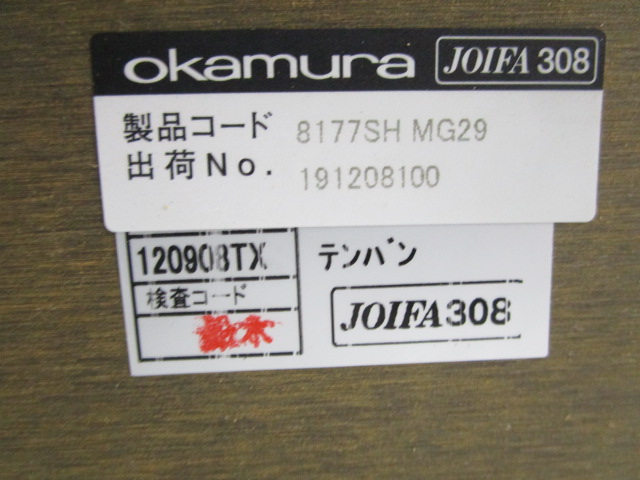 okamura JOIFA 308
製品コード 8177SH MG29
出荷No. 191208100
120908TX テンバン
検査コード
JOIFA308